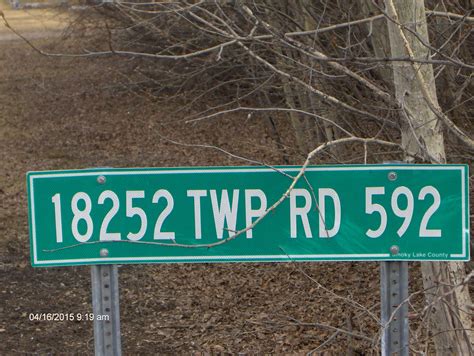 18252 TWP RD 592
Smoky Lake County
04/16/2015 9:19 am